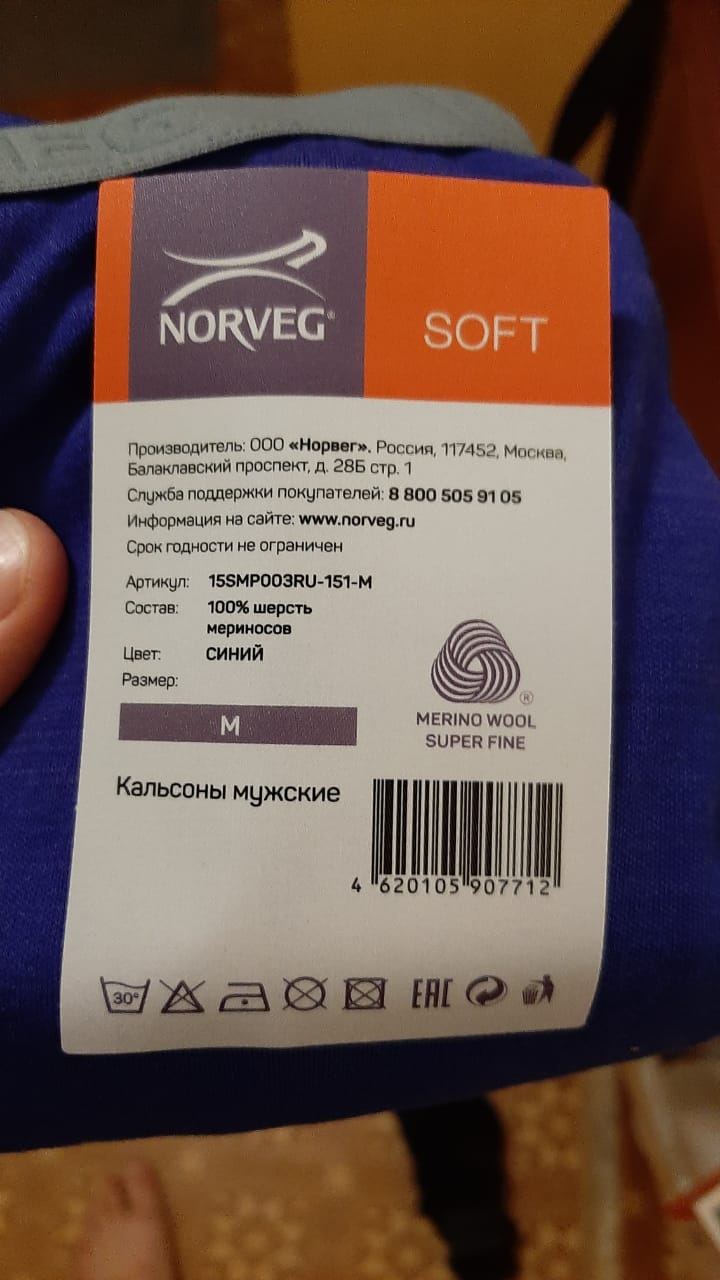 NORVEG
SOFT
Производитель: ООО «Норвег». Россия, 117452, Москва,
Балаклавский проспект, д. 28Б стр. 1
Служба поддержки покупателей: 8 800 505 91 05
Информация на сайте: www.norveg.ru
Срок годности не ограничен
Артикул: 15SMP003RU-151-M
Состав: 100% шерсть
мериносов
Цвет: СИНИЙ
Размер:
M
®
MERINO WOOL
SUPER FINE
Кальсоны мужские
4 620105 907712
30° EAC